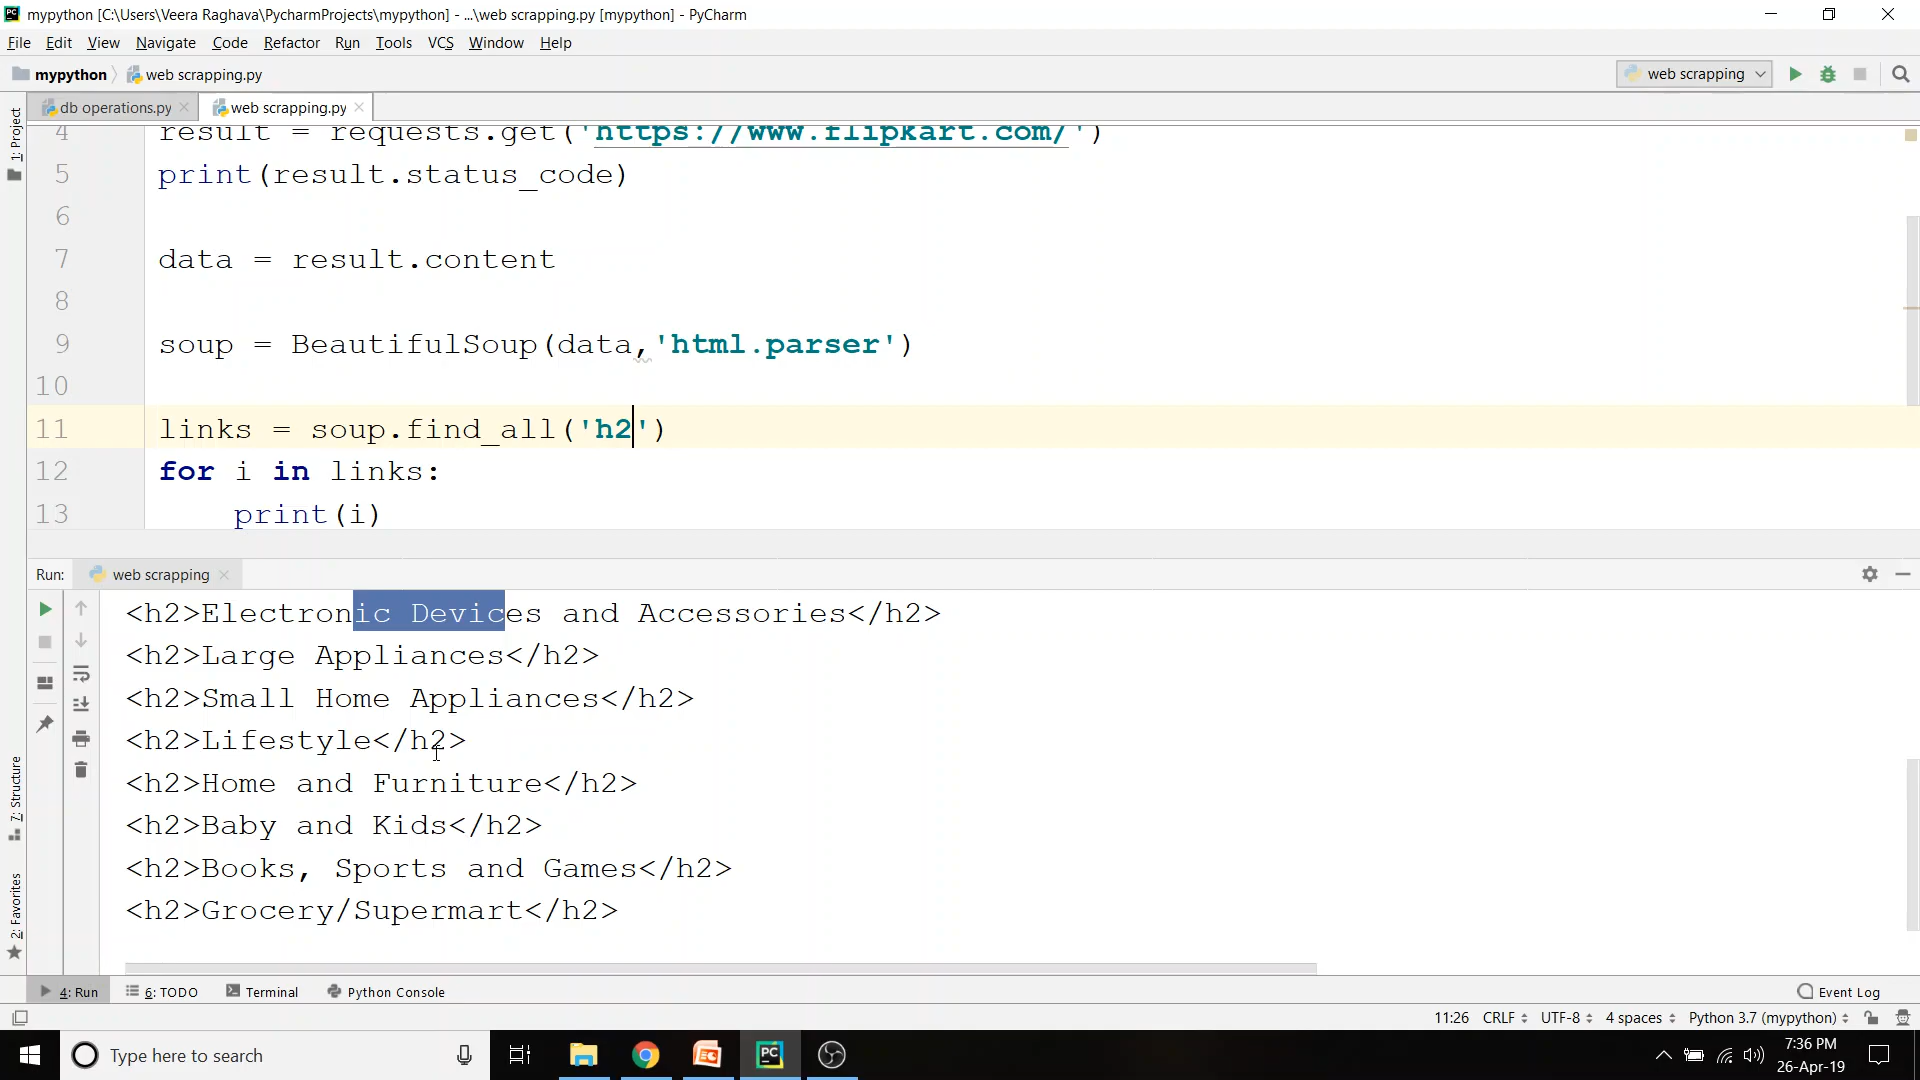 mypython [C:\Users\Veera Raghava\PycharmProjects\mypython] - ...\web scrapping.py [mypython] - PyCharm
File Edit View Navigate Code Refactor Run Tools VCS Window Help
mypython web scrapping.py web scrapping
db operations.py web scrapping.py
1: Project
4 result = requests.get('https://www.flipkart.com/')
5 print(result.status_code)
6
7 data = result.content
8
9 soup = BeautifulSoup(data,'html.parser')
10
11 links = soup.find_all('h2')
12 for i in links:
13 print(i)
Run: web scrapping
<h2>Electronic Devices and Accessories</h2>
<h2>Large Appliances</h2>
<h2>Small Home Appliances</h2>
<h2>Lifestyle</h2>
<h2>Home and Furniture</h2>
<h2>Baby and Kids</h2>
<h2>Books, Sports and Games</h2>
<h2>Grocery/Supermart</h2>
7: Structure
2: Favorites
4: Run 6: TODO Terminal Python Console Event Log
11:26 CRLF UTF-8 4 spaces Python 3.7 (mypython)
Type here to search
7:36 PM
26-Apr-19